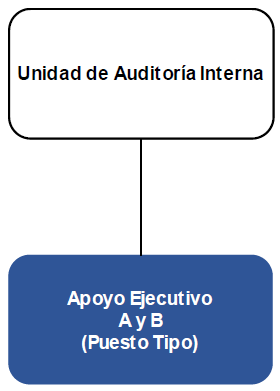 Unidad de Auditoría Interna
Apoyo Ejecutivo
A y B
(Puesto Tipo)